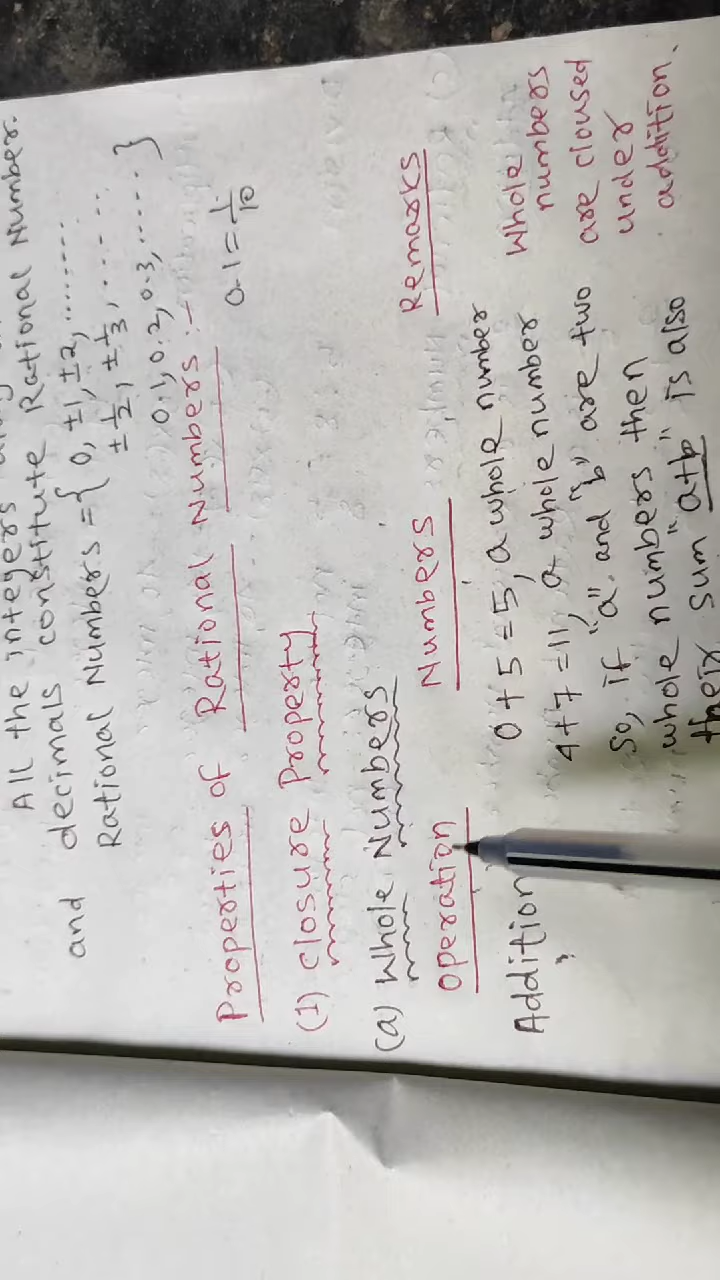 All the integers
and decimals constitute Rational Number.
Rational Numbers = { 0, ±1, ±2, ........
± 1/2, ± 1/3, ......
0.1, 0.2, 0.3, ..... }
Properties of Rational Numbers :-
0.1 = 1/10
(1) Closure Property
(a) Whole Numbers
Operation Numbers Remarks
Addition 0 + 5 = 5, a whole number Whole
4 + 7 = 11, a whole number numbers
So, if "a" and "b" are two are cloused
whole numbers then under
their sum "a+b" is also addition.